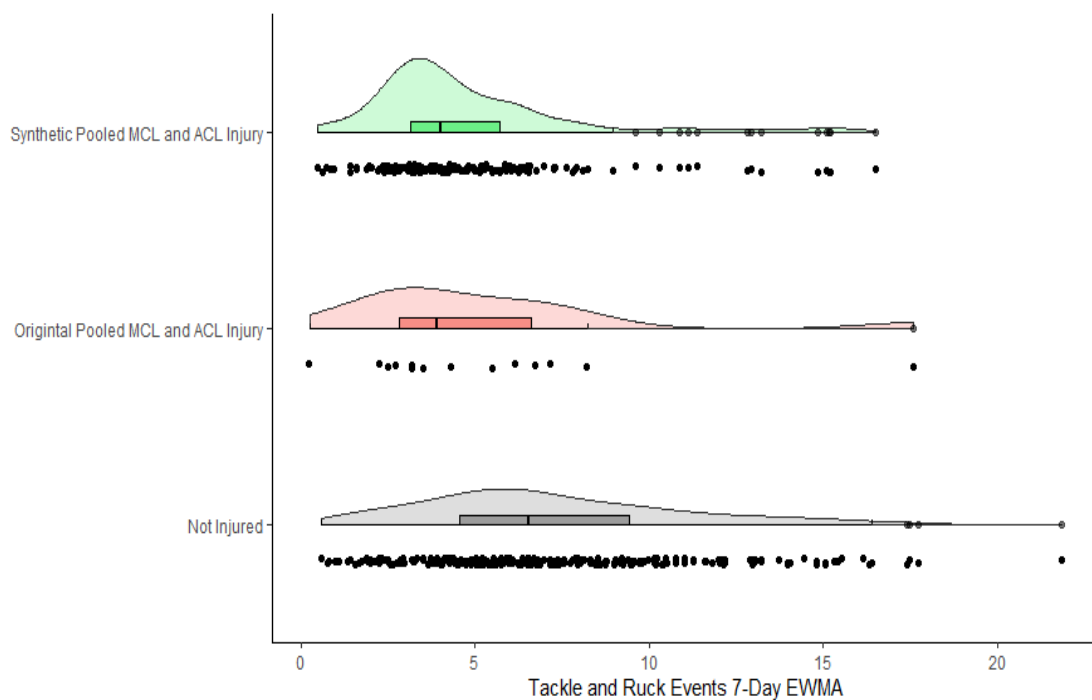 Synthetic Pooled MCL and ACL Injury
Origintal Pooled MCL and ACL Injury
Not Injured
0 5 10 15 20
Tackle and Ruck Events 7-Day EWMA